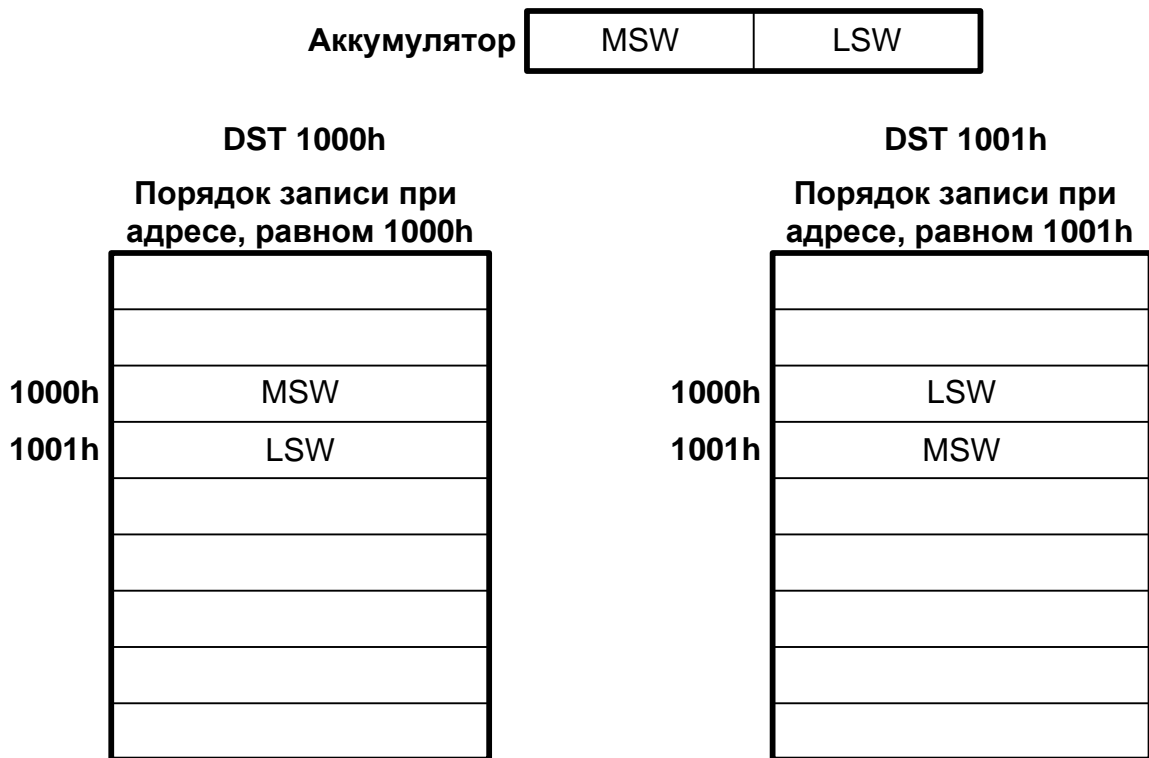 Аккумулятор MSW LSW
DST 1000h
Порядок записи при
адресе, равном 1000h
1000h MSW
1001h LSW
DST 1001h
Порядок записи при
адресе, равном 1001h
1000h LSW
1001h MSW